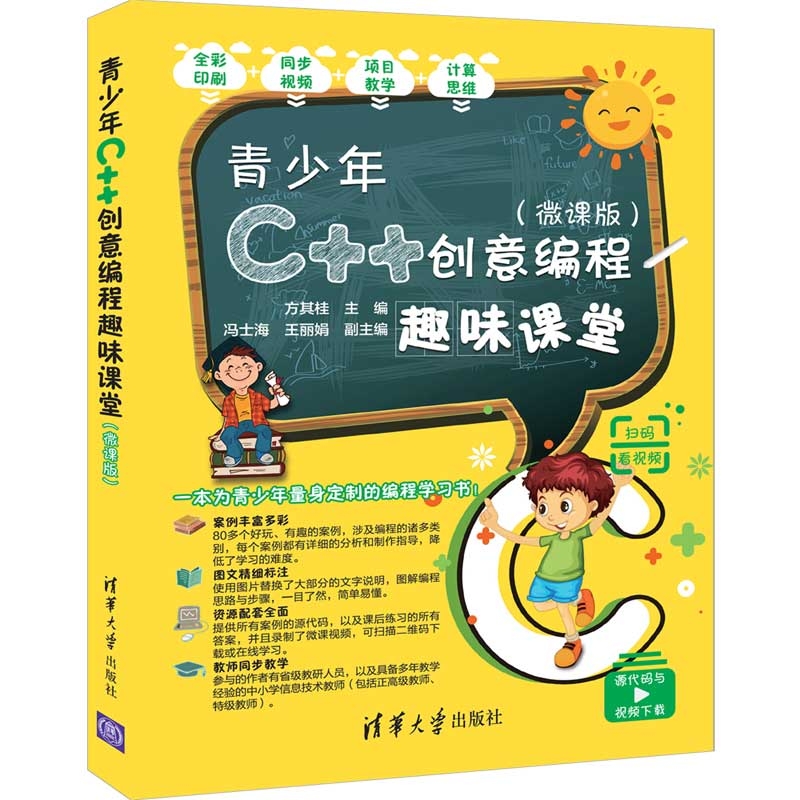 全彩
印刷
同步
视频
项目
教学
计算
思维
青少年
（微课版）
C++创意编程
方其桂 主编
冯士海 王丽娟 副主编
趣味课堂
扫码
看视频
一本为青少年量身定制的编程学习书！
案例丰富多彩
80多个好玩、有趣的案例，涉及编程的诸多类
别，每个案例都有详细的分析和制作指导，降
低了学习的难度。
图文精细标注
使用图片替换了大部分的文字说明，图解编程
思路与步骤，一目了然，简单易懂。
资源配套全面
提供所有案例的源代码，以及课后练习的所有
答案，并且录制了微课视频，可扫描二维码下
载或在线学习。
教师同步教学
参与的作者有省级教研人员，以及具备多年教学
经验的中小学信息技术教师（包括正高级教师、
特级教师）。
源代码与
视频下载
清华大学出版社
青少年C++创意编程趣味课堂（微课版）
清华大学出版社